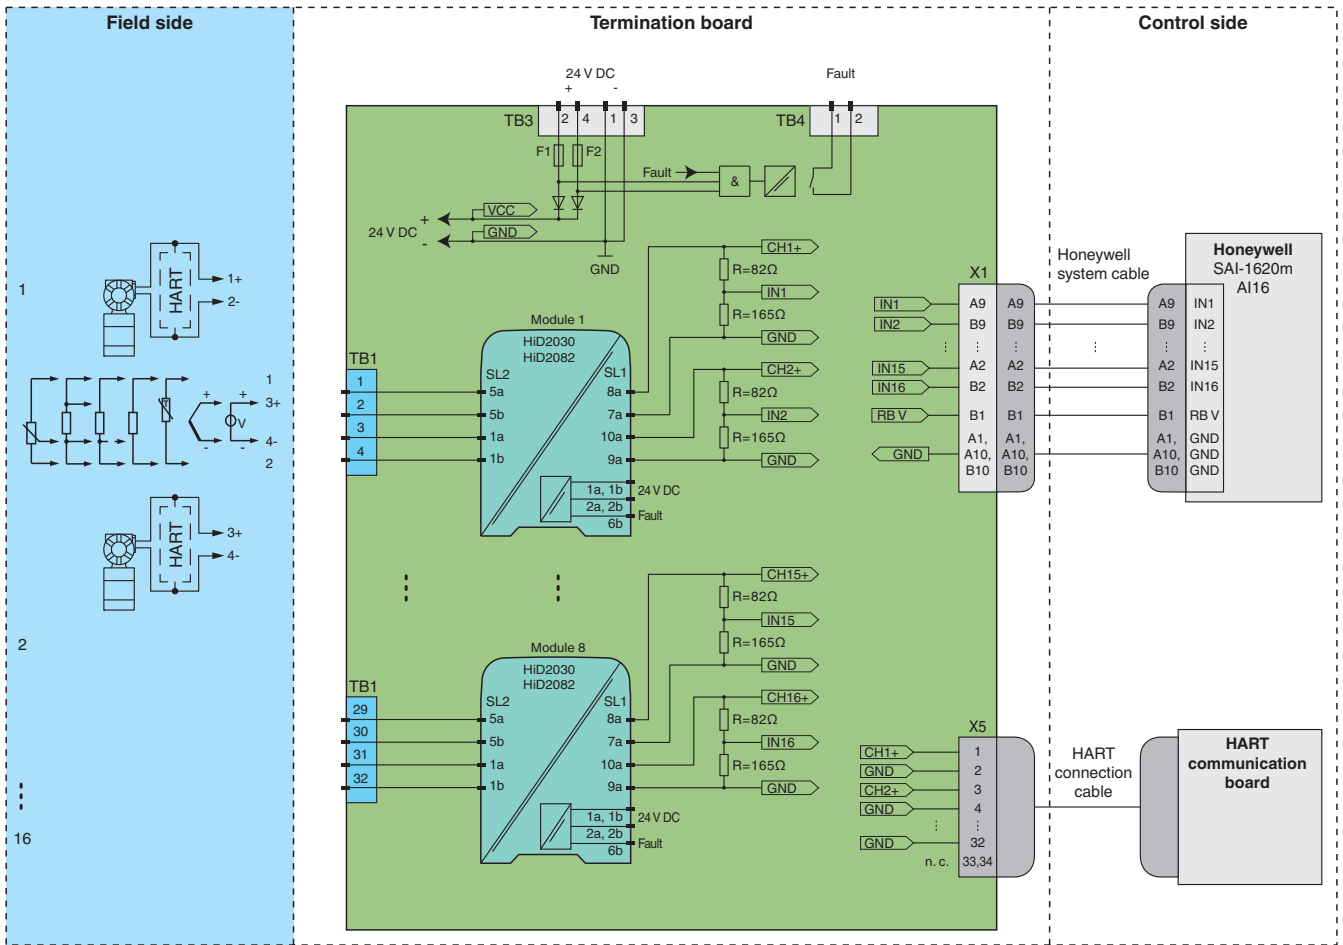 Field side
Termination board
Control side
24 V DC
+ -
Fault
TB3
2 4 1 3
TB4
1 2
F1 F2
Fault
&
VCC
+
24 V DC
-
GND
GND
1
HART
1+
2-
1
3+
4-
2
+ + V
- -
HART
3+
4-
2
16
TB1
1
2
3
4
Module 1
HiD2030
HiD2082
SL2 SL1
5a 8a
5b 7a
1a 10a
1b 9a
1a, 1b 24 V DC
2a, 2b
6b Fault
CH1+
R=82Ω
IN1
R=165Ω
GND
CH2+
R=82Ω
IN2
R=165Ω
GND
TB1
29
30
31
32
Module 8
HiD2030
HiD2082
SL2 SL1
5a 8a
5b 7a
1a 10a
1b 9a
1a, 1b 24 V DC
2a, 2b
6b Fault
CH15+
R=82Ω
IN15
R=165Ω
GND
CH16+
R=82Ω
IN16
R=165Ω
GND
X1
IN1 A9 A9
IN2 B9 B9
IN15 A2 A2
IN16 B2 B2
RB V B1 B1
A1, A1,
GND A10, A10,
B10 B10
Honeywell
system cable
Honeywell
SAI-1620m
AI16
A9 IN1
B9 IN2
A2 IN15
B2 IN16
B1 RB V
A1, GND
A10, GND
B10 GND
X5
CH1+ 1
GND 2
CH2+ 3
GND 4
GND 32
n. c. 33,34
HART
connection
cable
HART
communication
board